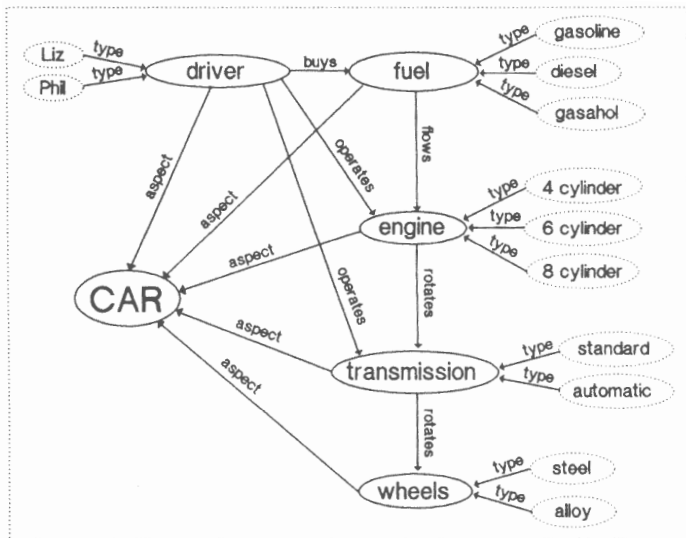 Liz
type
Phil
type
driver
buys
fuel
type
gasoline
type
diesel
type
gasahol
aspect
aspect
operates
flows
operates
engine
type
4 cylinder
type
6 cylinder
type
8 cylinder
aspect
CAR
rotates
aspect
transmission
type
standard
type
automatic
aspect
rotates
wheels
type
steel
type
alloy